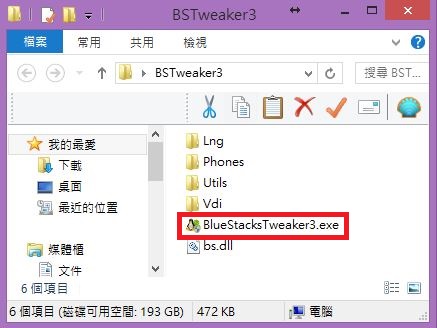 BSTweaker3
檔案 常用 共用 檢視
BSTweaker3 搜尋 BST...
我的最愛
下載
桌面
最近的位置
媒體櫃
文件
Lng
Phones
Utils
Vdi
BlueStacksTweaker3.exe
bs.dll
6 個項目
6 個項目 (磁碟可用空間: 193 GB) 472 KB 電腦